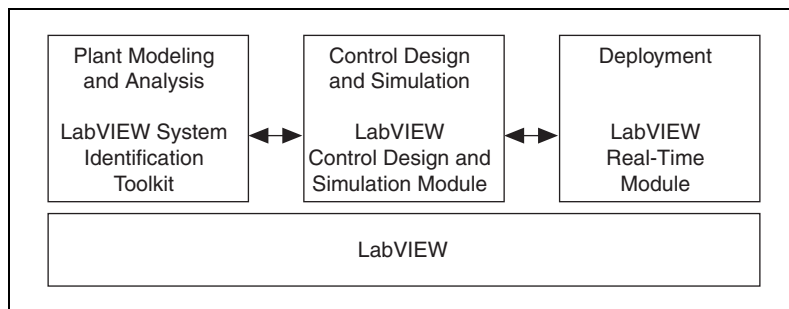 Plant Modeling
and Analysis
LabVIEW System
Identification
Toolkit
Control Design
and Simulation
LabVIEW
Control Design and
Simulation Module
Deployment
LabVIEW
Real-Time
Module
LabVIEW